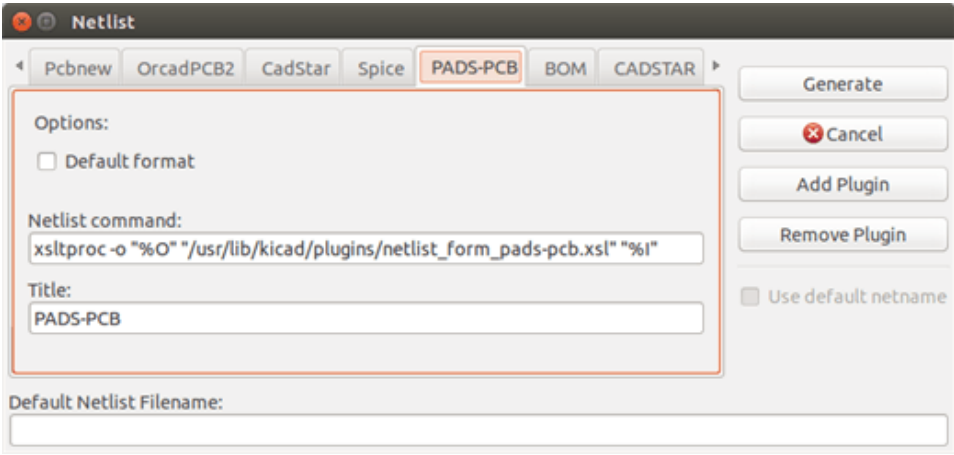 Netlist
Pcbnew OrcadPCB2 CadStar Spice PADS-PCB BOM CADSTAR
Generate
Options:
Cancel
Default format
Add Plugin
Netlist command:
Remove Plugin
xsltproc -o "%O" "/usr/lib/kicad/plugins/netlist_form_pads-pcb.xsl" "%I"
Title:
Use default netname
PADS-PCB
Default Netlist Filename: